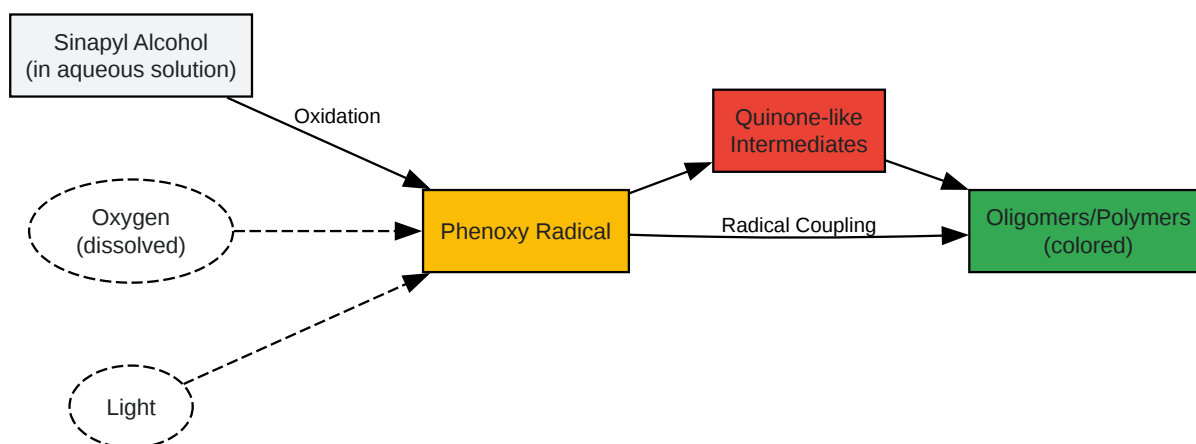 Sinapyl Alcohol
(in aqueous solution)
Oxidation
Quinone-like
Intermediates
Oxygen
(dissolved)
Phenoxy Radical
Radical Coupling
Oligomers/Polymers
(colored)
Light